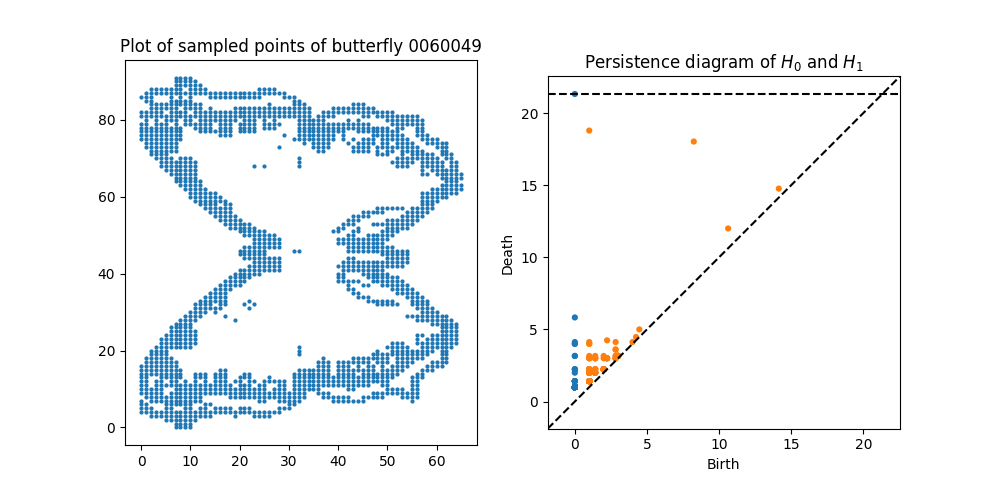 Plot of sampled points of butterfly 0060049
80
60
40
20
0
0 10 20 30 40 50 60
Persistence diagram of H₀ and H₁
20
15
10
5
0
Death
0 5 10 15 20
Birth